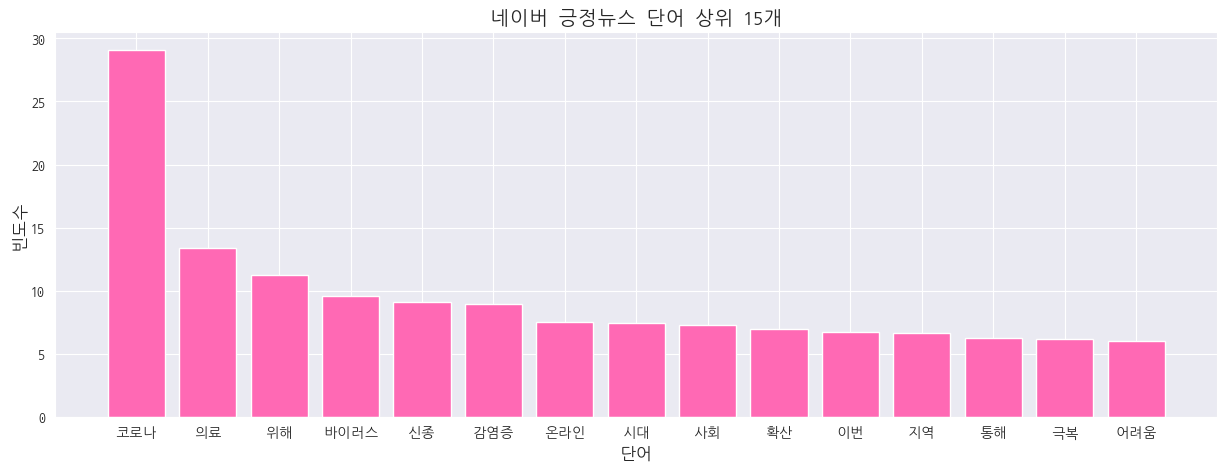 네이버 긍정뉴스 단어 상위 15개
빈도수
30
25
20
15
10
5
0
코로나 의료 위해 바이러스 신종 감염증 온라인 시대 사회 확산 이번 지역 통해 극복 어려움
단어